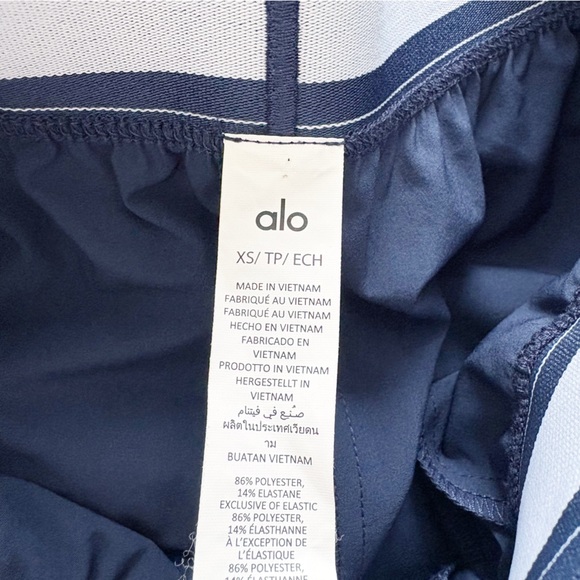 alo
XS/ TP/ ECH
MADE IN VIETNAM
FABRIQUÉ AU VIETNAM
FABRIQUÉ AU VIETNAM
HECHO EN VIETNAM
FABRICADO EN
VIETNAM
PRODOTTO IN VIETNAM
HERGESTELLT IN
VIETNAM
صُنِع في فيتنام
ผลิตในประเทศเวียดน
าม
BUATAN VIETNAM
86% POLYESTER,
14% ELASTANE
EXCLUSIVE OF ELASTIC
86% POLYESTER,
14% ÉLASTHANNE
À L'EXCEPTION DE
L'ÉLASTIQUE
86% POLYESTER,
14% ÉLASTHANNE